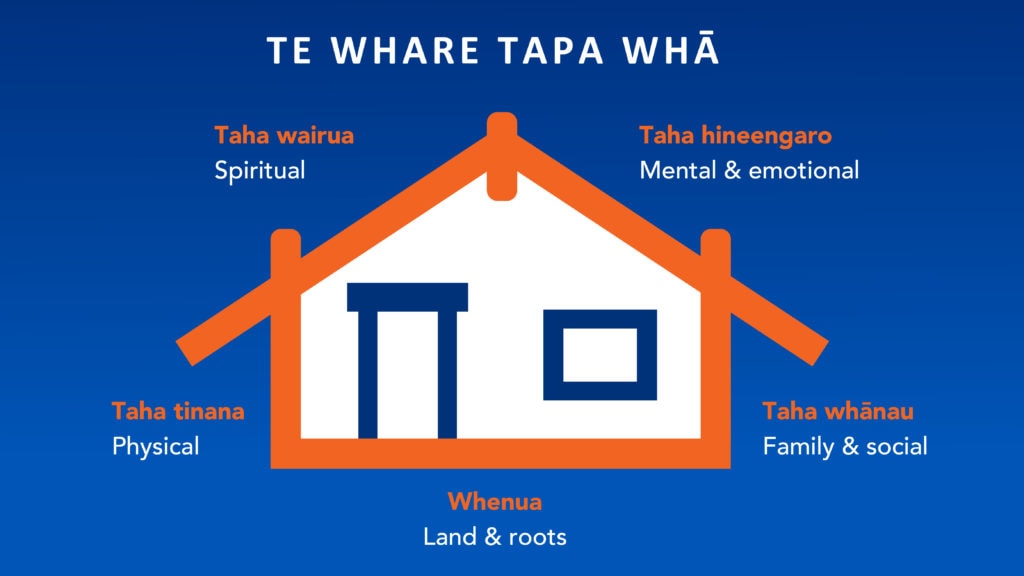 TE WHARE TAPA WHĀ
Taha wairua
Spiritual
Taha hineengaro
Mental & emotional
Taha tinana
Physical
Taha whānau
Family & social
Whenua
Land & roots